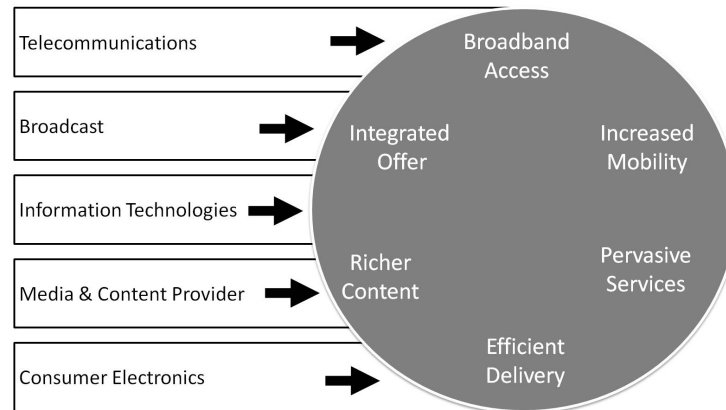 Telecommunications
Broadcast
Information Technologies
Media & Content Provider
Consumer Electronics
Broadband
Access
Integrated
Offer
Increased
Mobility
Richer
Content
Pervasive
Services
Efficient
Delivery